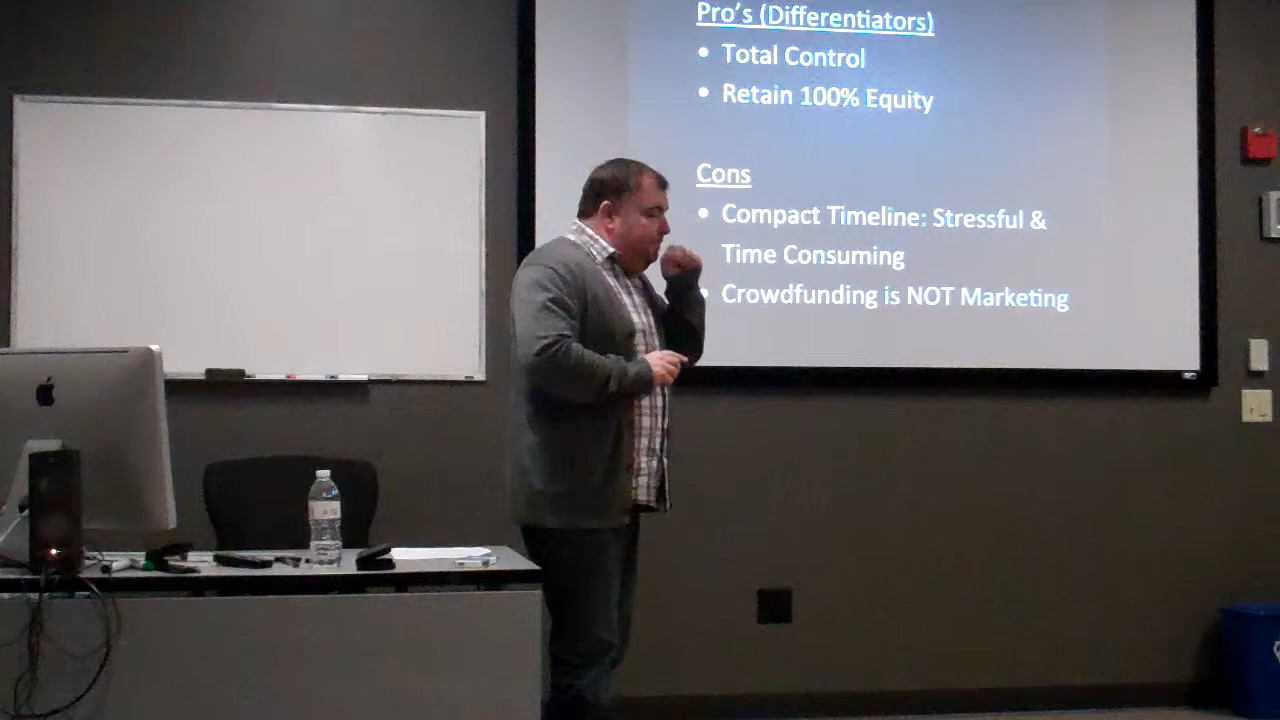 Pro's (Differentiators)
• Total Control
• Retain 100% Equity
Cons
• Compact Timeline: Stressful &
Time Consuming
• Crowdfunding is NOT Marketing